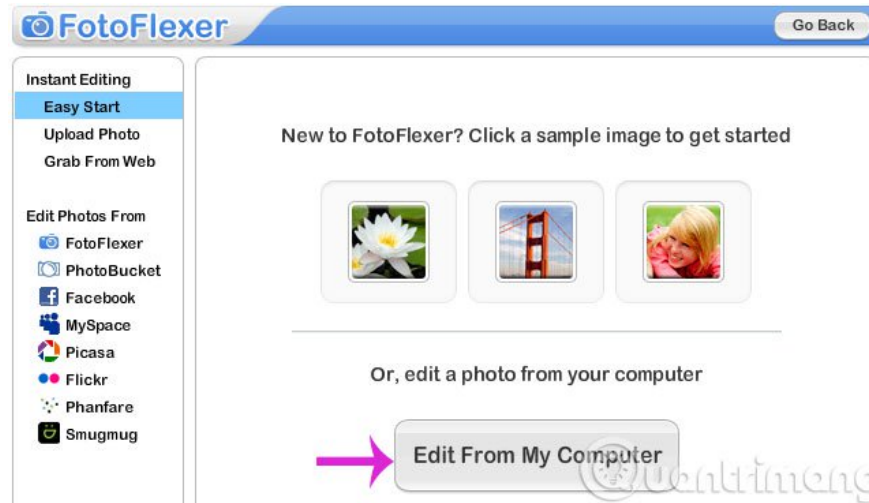 FotoFlexer
Go Back
Instant Editing
Easy Start
Upload Photo
Grab From Web
Edit Photos From
FotoFlexer
PhotoBucket
Facebook
MySpace
Picasa
Flickr
Phanfare
Smugmug
New to FotoFlexer? Click a sample image to get started
Or, edit a photo from your computer
Edit From My Computer
Quantrimang